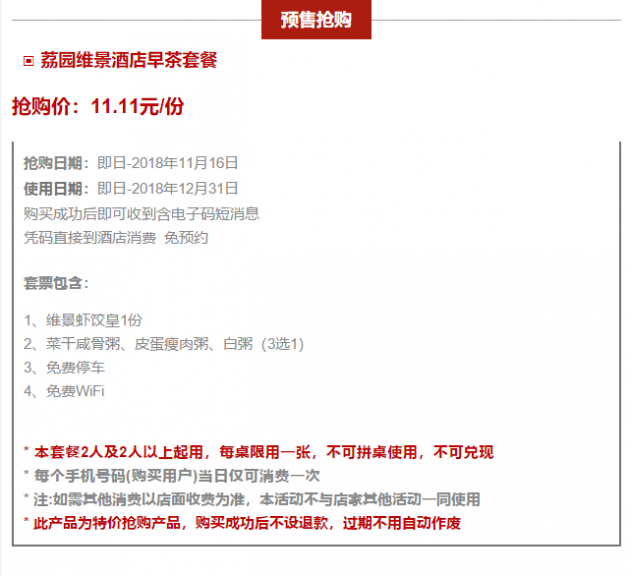 预售抢购
荔园维景酒店早茶套餐
抢购价：11.11元/份
抢购日期：即日-2018年11月16日
使用日期：即日-2018年12月31日
购买成功后即可收到含电子码短消息
凭码直接到酒店消费 免预约
套票包含：
1、维景虾饺皇1份
2、菜干咸骨粥、皮蛋瘦肉粥、白粥（3选1）
3、免费停车
4、免费WiFi
* 本套餐2人及2人以上起用，每桌限用一张，不可拼桌使用，不可兑现
* 每个手机号码(购买用户)当日仅可消费一次
* 注:如需其他消费以店面收费为准，本活动不与店家其他活动一同使用
* 此产品为特价抢购产品，购买成功后不设退款，过期不用自动作废